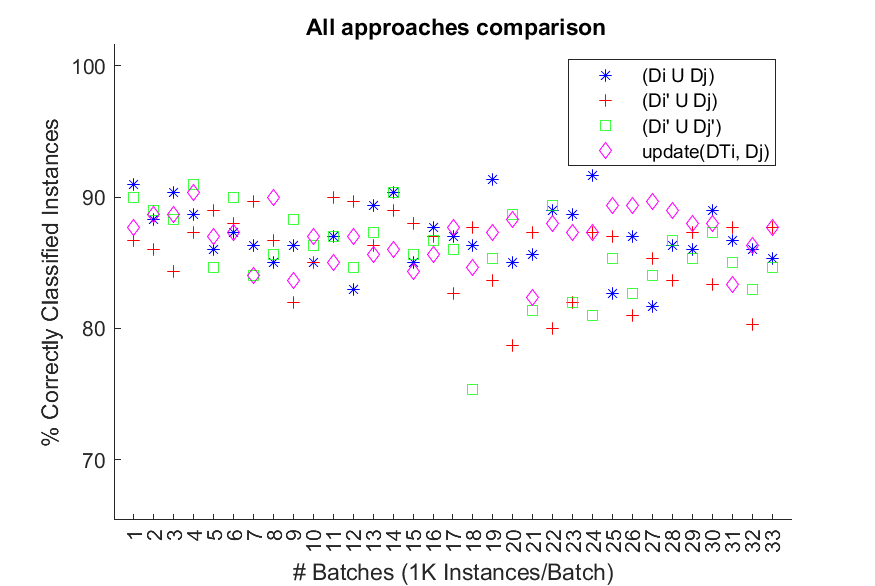 All approaches comparison
100
90
80
70
% Correctly Classified Instances
(Di U Dj)
(Di' U Dj)
(Di' U Dj')
update(DTi, Dj)
1 2 3 4 5 6 7 8 9 10 11 12 13 14 15 16 17 18 19 20 21 22 23 24 25 26 27 28 29 30 31 32 33
# Batches (1K Instances/Batch)